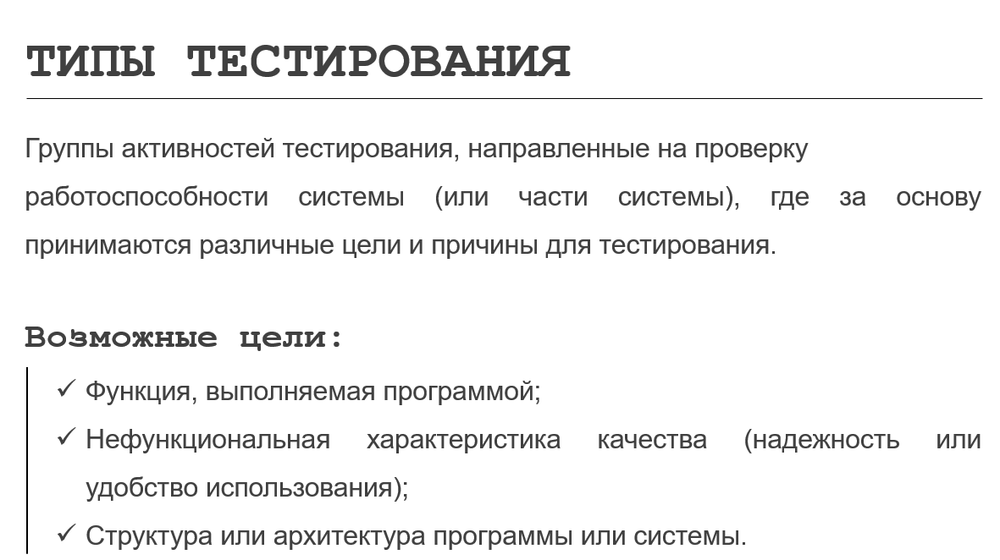 ТИПЫ ТЕСТИРОВАНИЯ
Группы активностей тестирования, направленные на проверку
работоспособности системы (или части системы), где за основу
принимаются различные цели и причины для тестирования.
Возможные цели:
✓ Функция, выполняемая программой;
✓ Нефункциональная характеристика качества (надежность или
удобство использования);
✓ Структура или архитектура программы или системы.